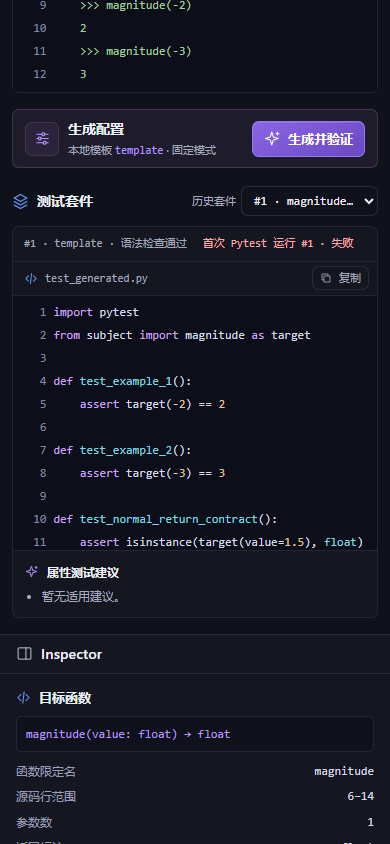 9 >>> magnitude(-2)
10 2
11 >>> magnitude(-3)
12 3
生成配置
本地模板 template · 固定模式
生成并验证
测试套件
历史套件
#1 · magnitude…
#1 · template · 语法检查通过 首次 Pytest 运行 #1 · 失败
test_generated.py
复制
1 import pytest
2 from subject import magnitude as target
3
4 def test_example_1():
5 assert target(-2) == 2
6
7 def test_example_2():
8 assert target(-3) == 3
9
10 def test_normal_return_contract():
11 assert isinstance(target(value=1.5), float)
属性测试建议
• 暂无适用建议。
Inspector
目标函数
magnitude(value: float) → float
函数限定名 magnitude
源码行范围 6–14
参数数 1